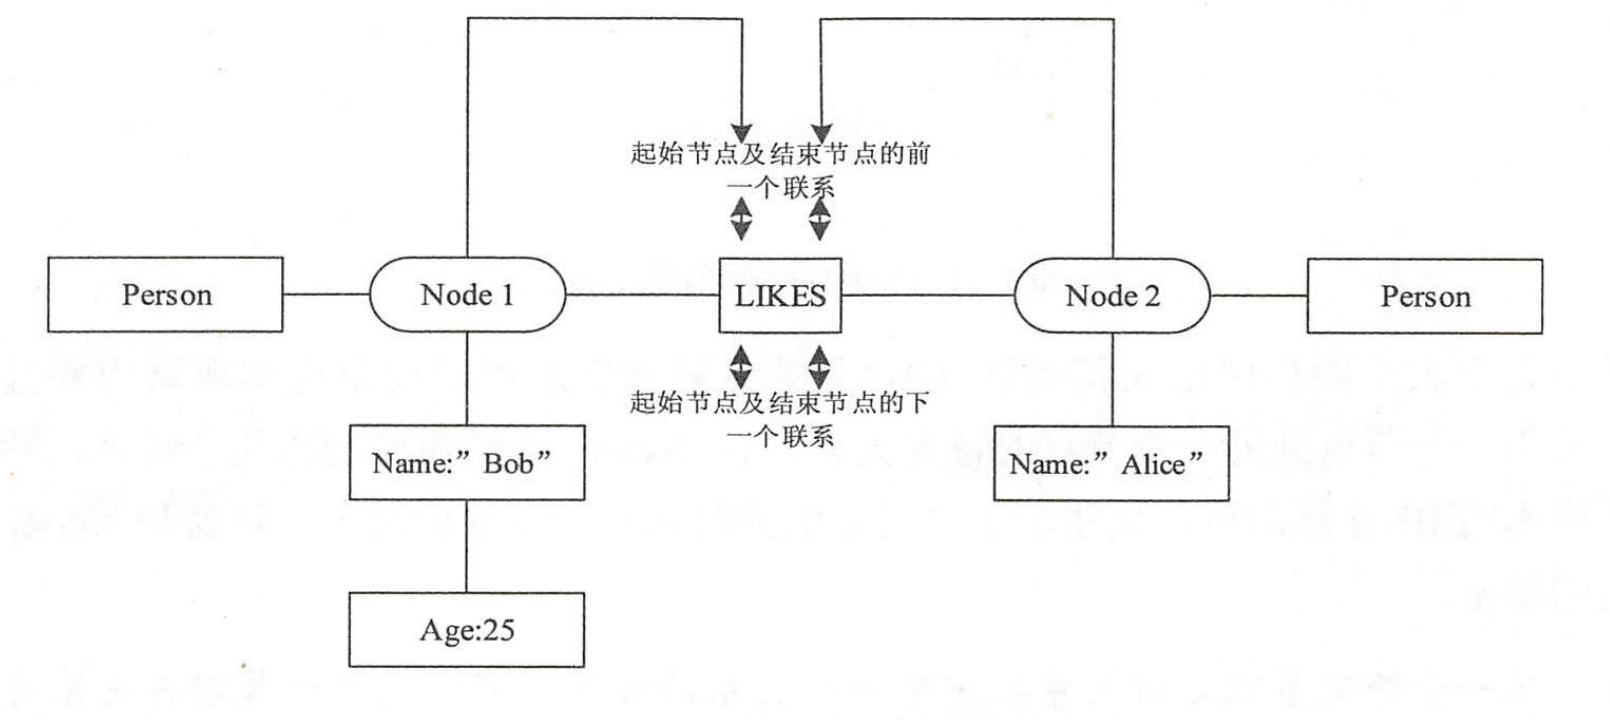 起始节点及结束节点的前
一个联系
Person
Node 1
LIKES
Node 2
Person
起始节点及结束节点的下
一个联系
Name:” Bob”
Name:” Alice”
Age:25